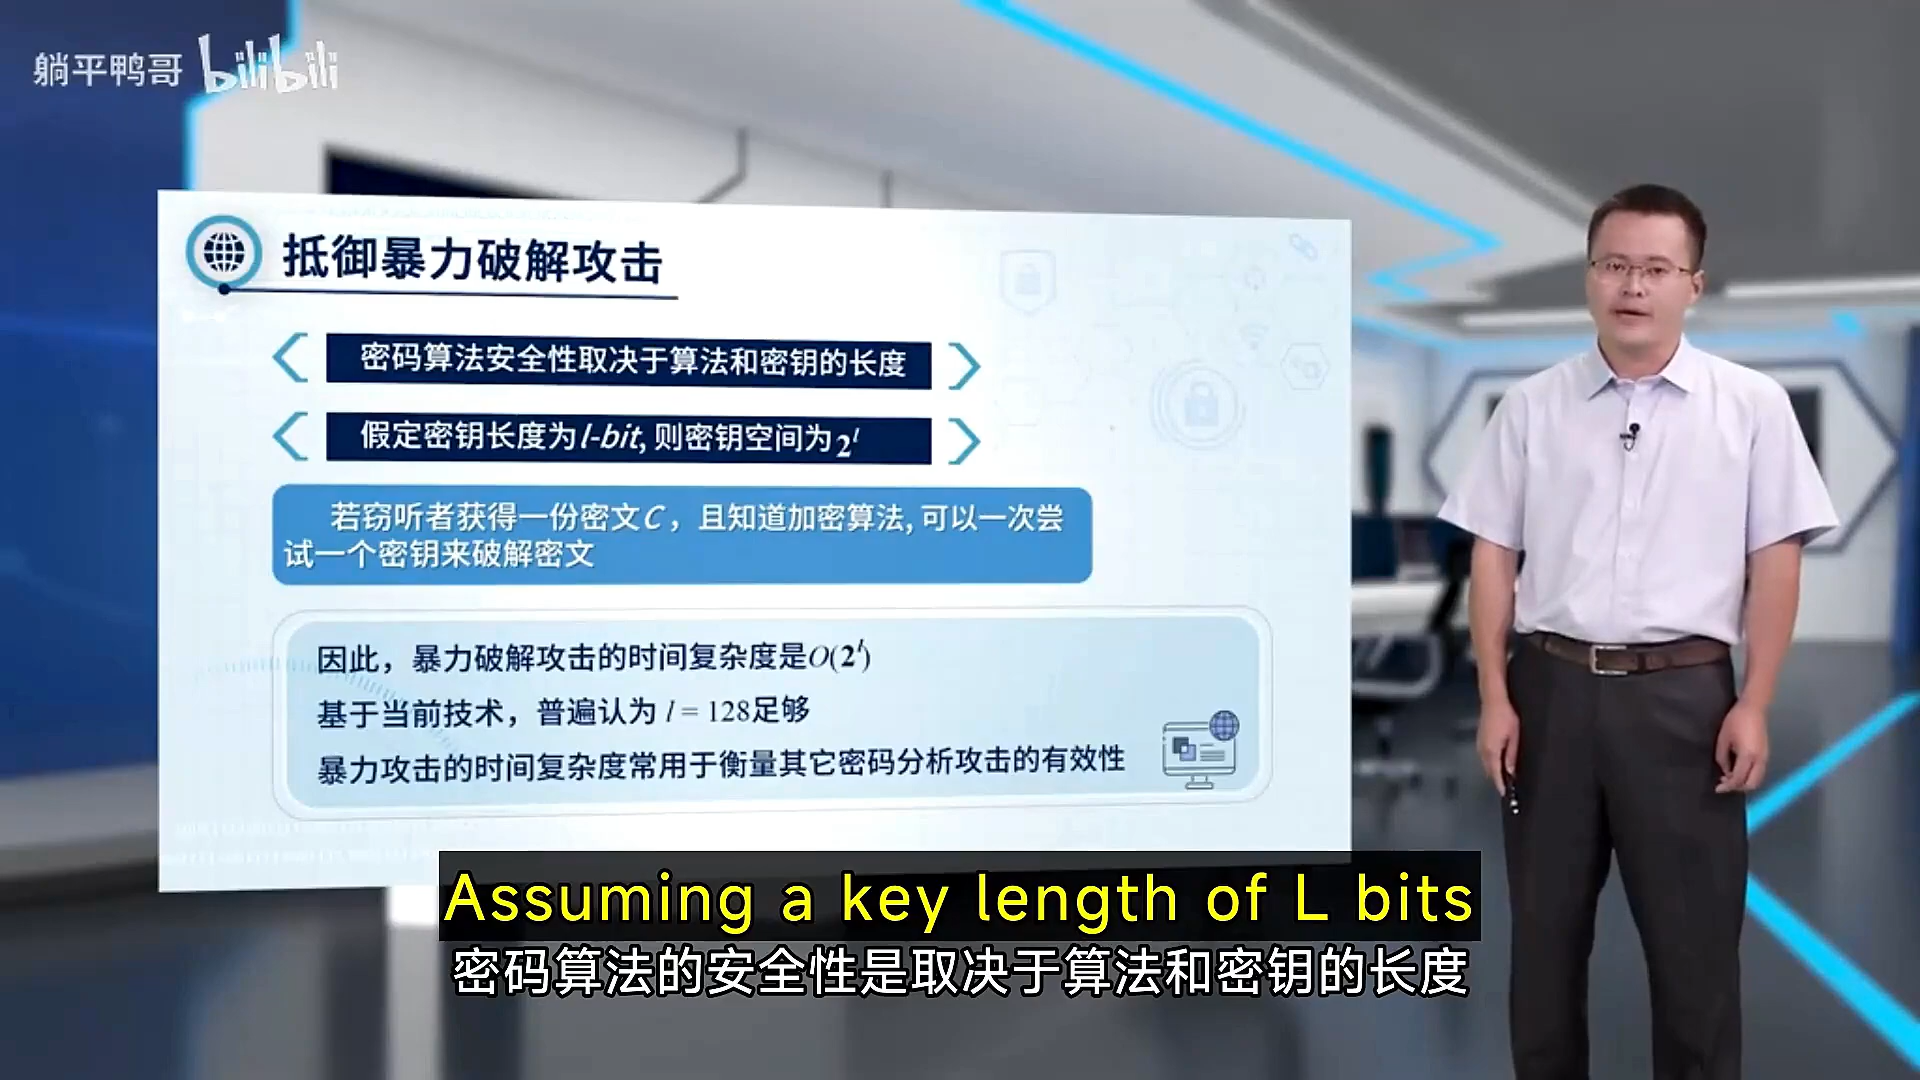 躺平鸭哥 bilibili
抵御暴力破解攻击
密码算法安全性取决于算法和密钥的长度
假定密钥长度为l-bit, 则密钥空间为2^l
若窃听者获得一份密文C，且知道加密算法, 可以一次尝
试一个密钥来破解密文
因此，暴力破解攻击的时间复杂度是O(2^l)
基于当前技术，普遍认为 l = 128足够
暴力攻击的时间复杂度常用于衡量其它密码分析攻击的有效性
Assuming a key length of L bits
密码算法的安全性是取决于算法和密钥的长度